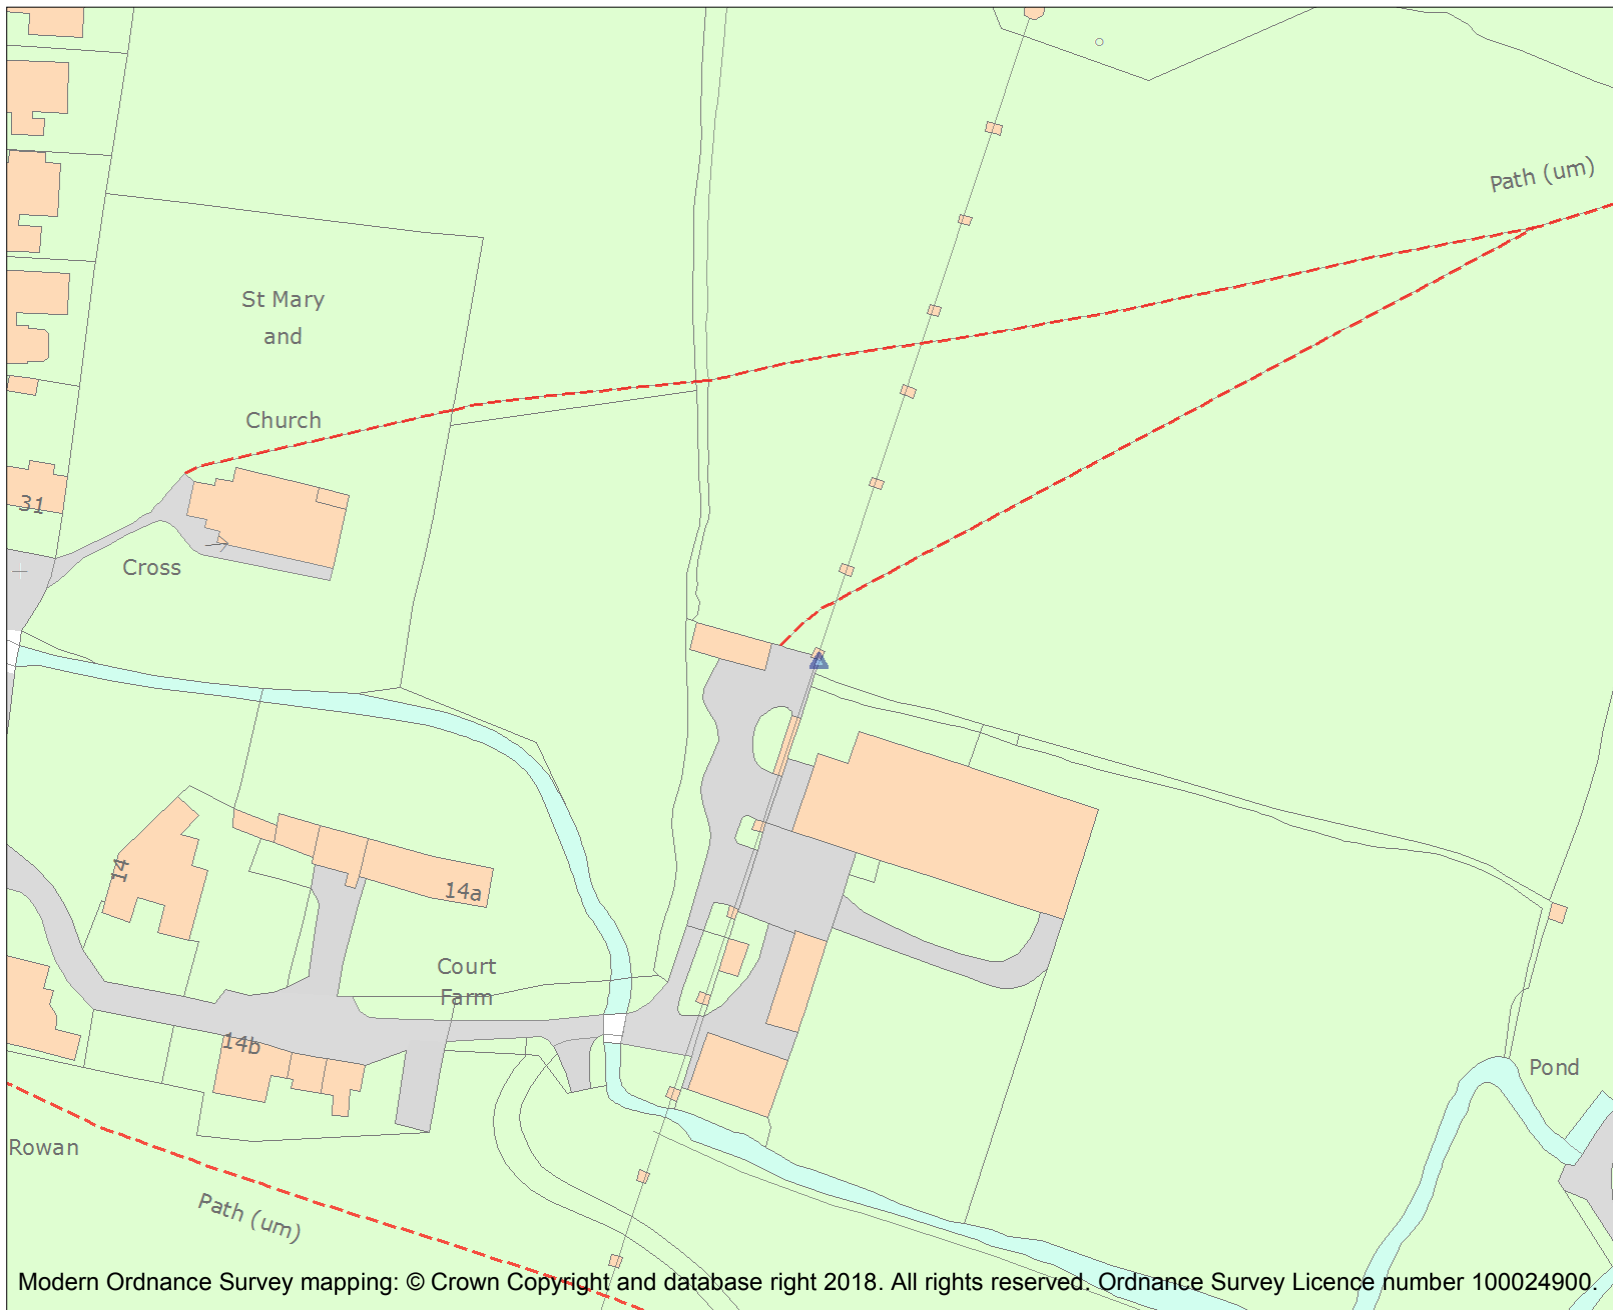 Path (um)
St Mary
and
Church
31
Cross
14
14a
Court
Farm
14b
Pond
Rowan
Path (um)
Modern Ordnance Survey mapping: © Crown Copyright and database right 2018. All rights reserved. Ordnance Survey Licence number 100024900.